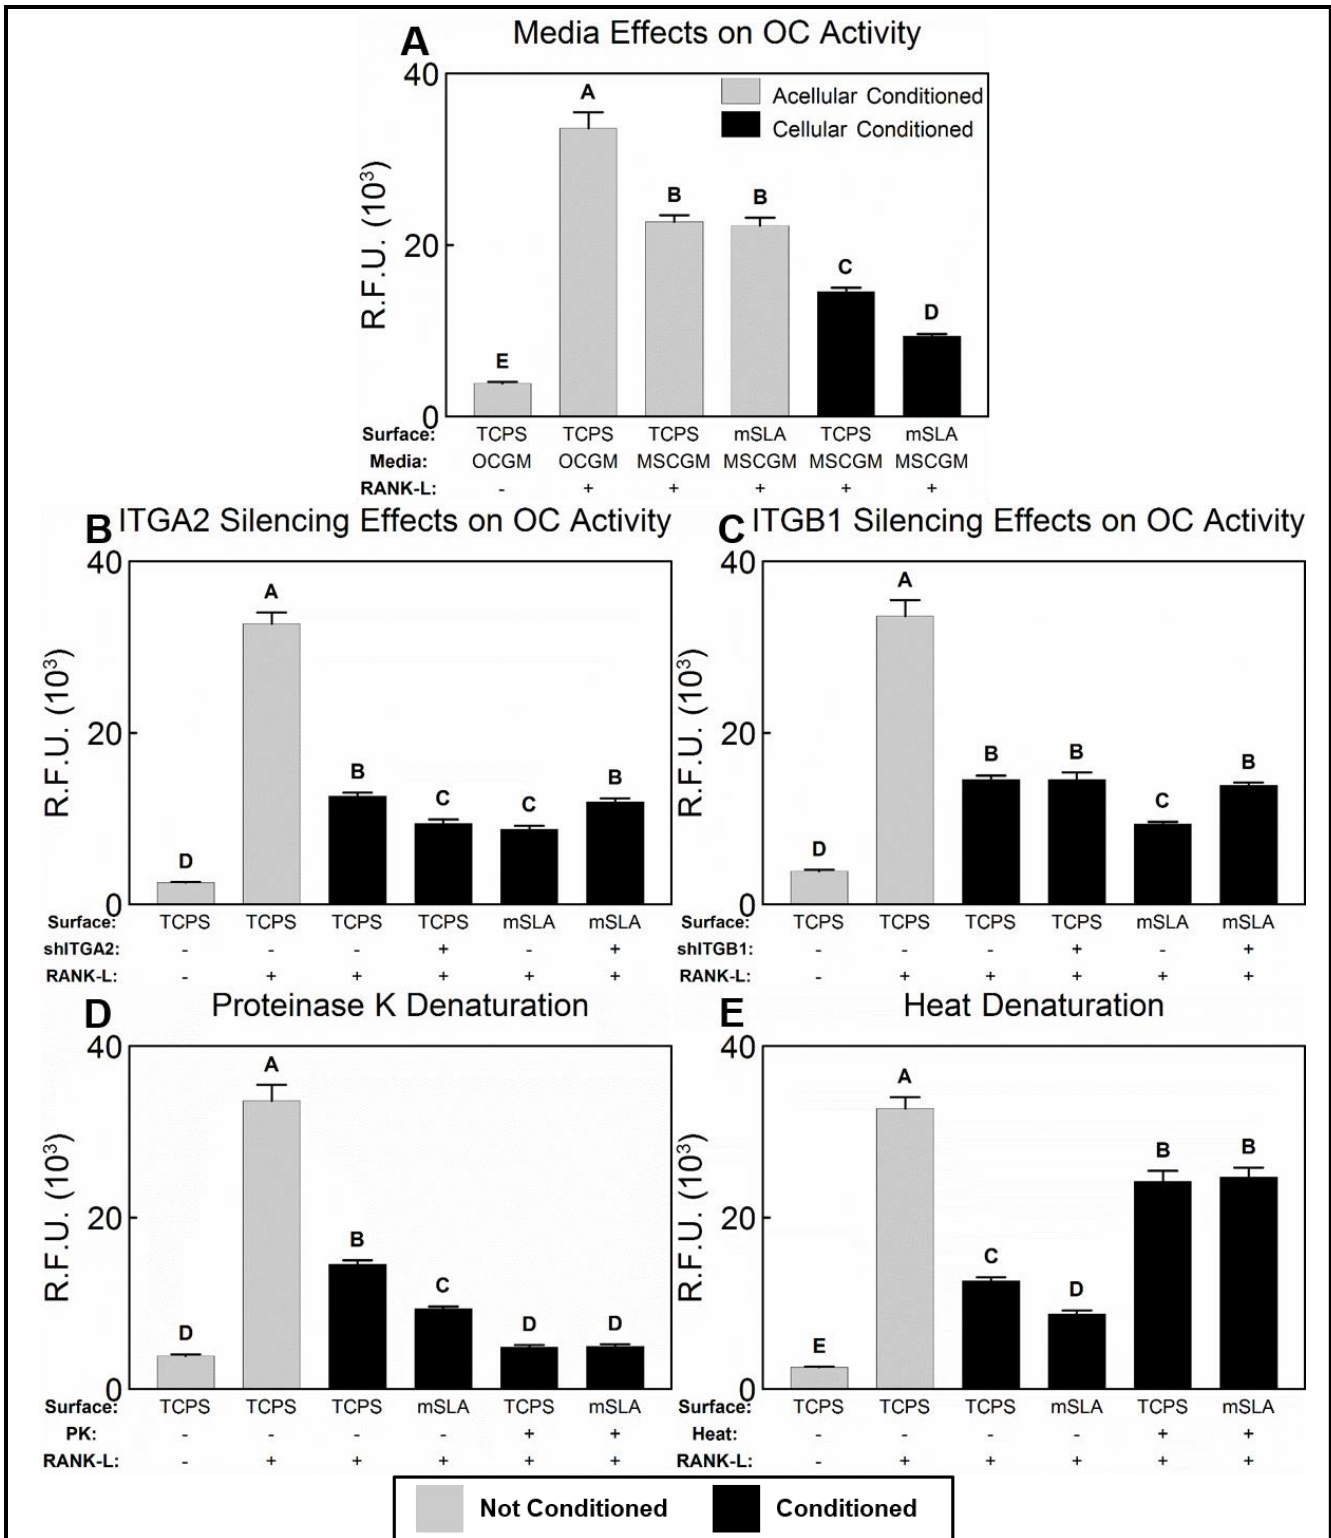 A Media Effects on OC Activity
40
A
Acellular Conditioned
Cellular Conditioned
B B
20
C
D
E
0
R.F.U. (10³)
Surface: TCPS TCPS TCPS mSLA TCPS mSLA
Media: OCGM OCGM MSCGM MSCGM MSCGM MSCGM
RANK-L: - + + + + +
B ITGA2 Silencing Effects on OC Activity
40
A
20
B C C B
D
0
R.F.U. (10³)
Surface: TCPS TCPS TCPS TCPS mSLA mSLA
shITGA2: - - - + - +
RANK-L: - + + + + +
C ITGB1 Silencing Effects on OC Activity
40
A
20
B B C B
D
0
R.F.U. (10³)
Surface: TCPS TCPS TCPS TCPS mSLA mSLA
shITGB1: - - - + - +
RANK-L: - + + + + +
D Proteinase K Denaturation
40
A
20
B
C
D D D
0
R.F.U. (10³)
Surface: TCPS TCPS TCPS mSLA TCPS mSLA
PK: - - - - + +
RANK-L: - + + + + +
E Heat Denaturation
40
A
B B
20
C
D
E
0
R.F.U. (10³)
Surface: TCPS TCPS TCPS mSLA TCPS mSLA
Heat: - - - - + +
RANK-L: - + + + + +
Not Conditioned Conditioned